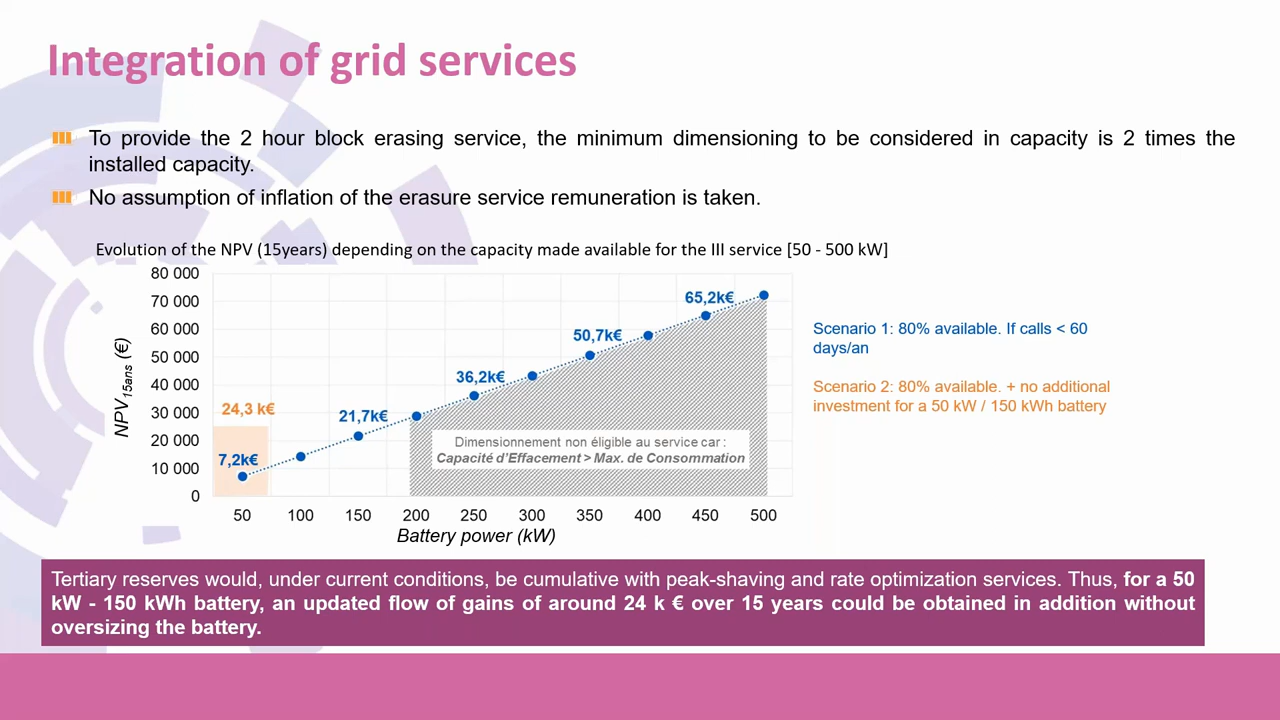 Integration of grid services
To provide the 2 hour block erasing service, the minimum dimensioning to be considered in capacity is 2 times the
installed capacity.
No assumption of inflation of the erasure service remuneration is taken.
Evolution of the NPV (15years) depending on the capacity made available for the III service [50 - 500 kW]
80 000
70 000
60 000
50 000
40 000
30 000
20 000
10 000
0
NPV15ans (€)
24,3 k€
7,2k€
21,7k€
36,2k€
50,7k€
65,2k€
Dimensionnement non éligible au service car :
Capacité d'Effacement > Max. de Consommation
50 100 150 200 250 300 350 400 450 500
Battery power (kW)
Scenario 1: 80% available. If calls < 60
days/an
Scenario 2: 80% available. + no additional
investment for a 50 kW / 150 kWh battery
Tertiary reserves would, under current conditions, be cumulative with peak-shaving and rate optimization services. Thus, for a 50
kW - 150 kWh battery, an updated flow of gains of around 24 k € over 15 years could be obtained in addition without
oversizing the battery.